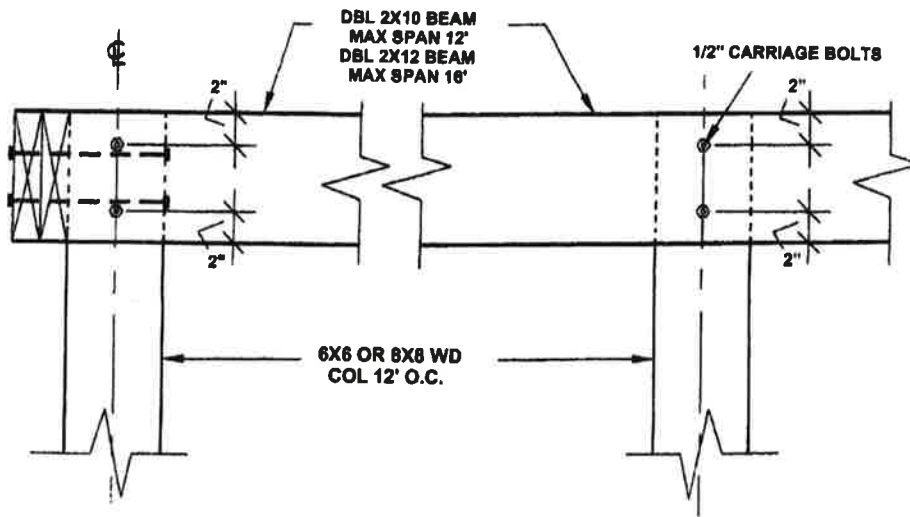 DBL 2X10 BEAM
MAX SPAN 12'
DBL 2X12 BEAM
MAX SPAN 16'
1/2" CARRIAGE BOLTS
℄
2"
2"
2"
2"
6X6 OR 8X8 WD
COL 12' O.C.